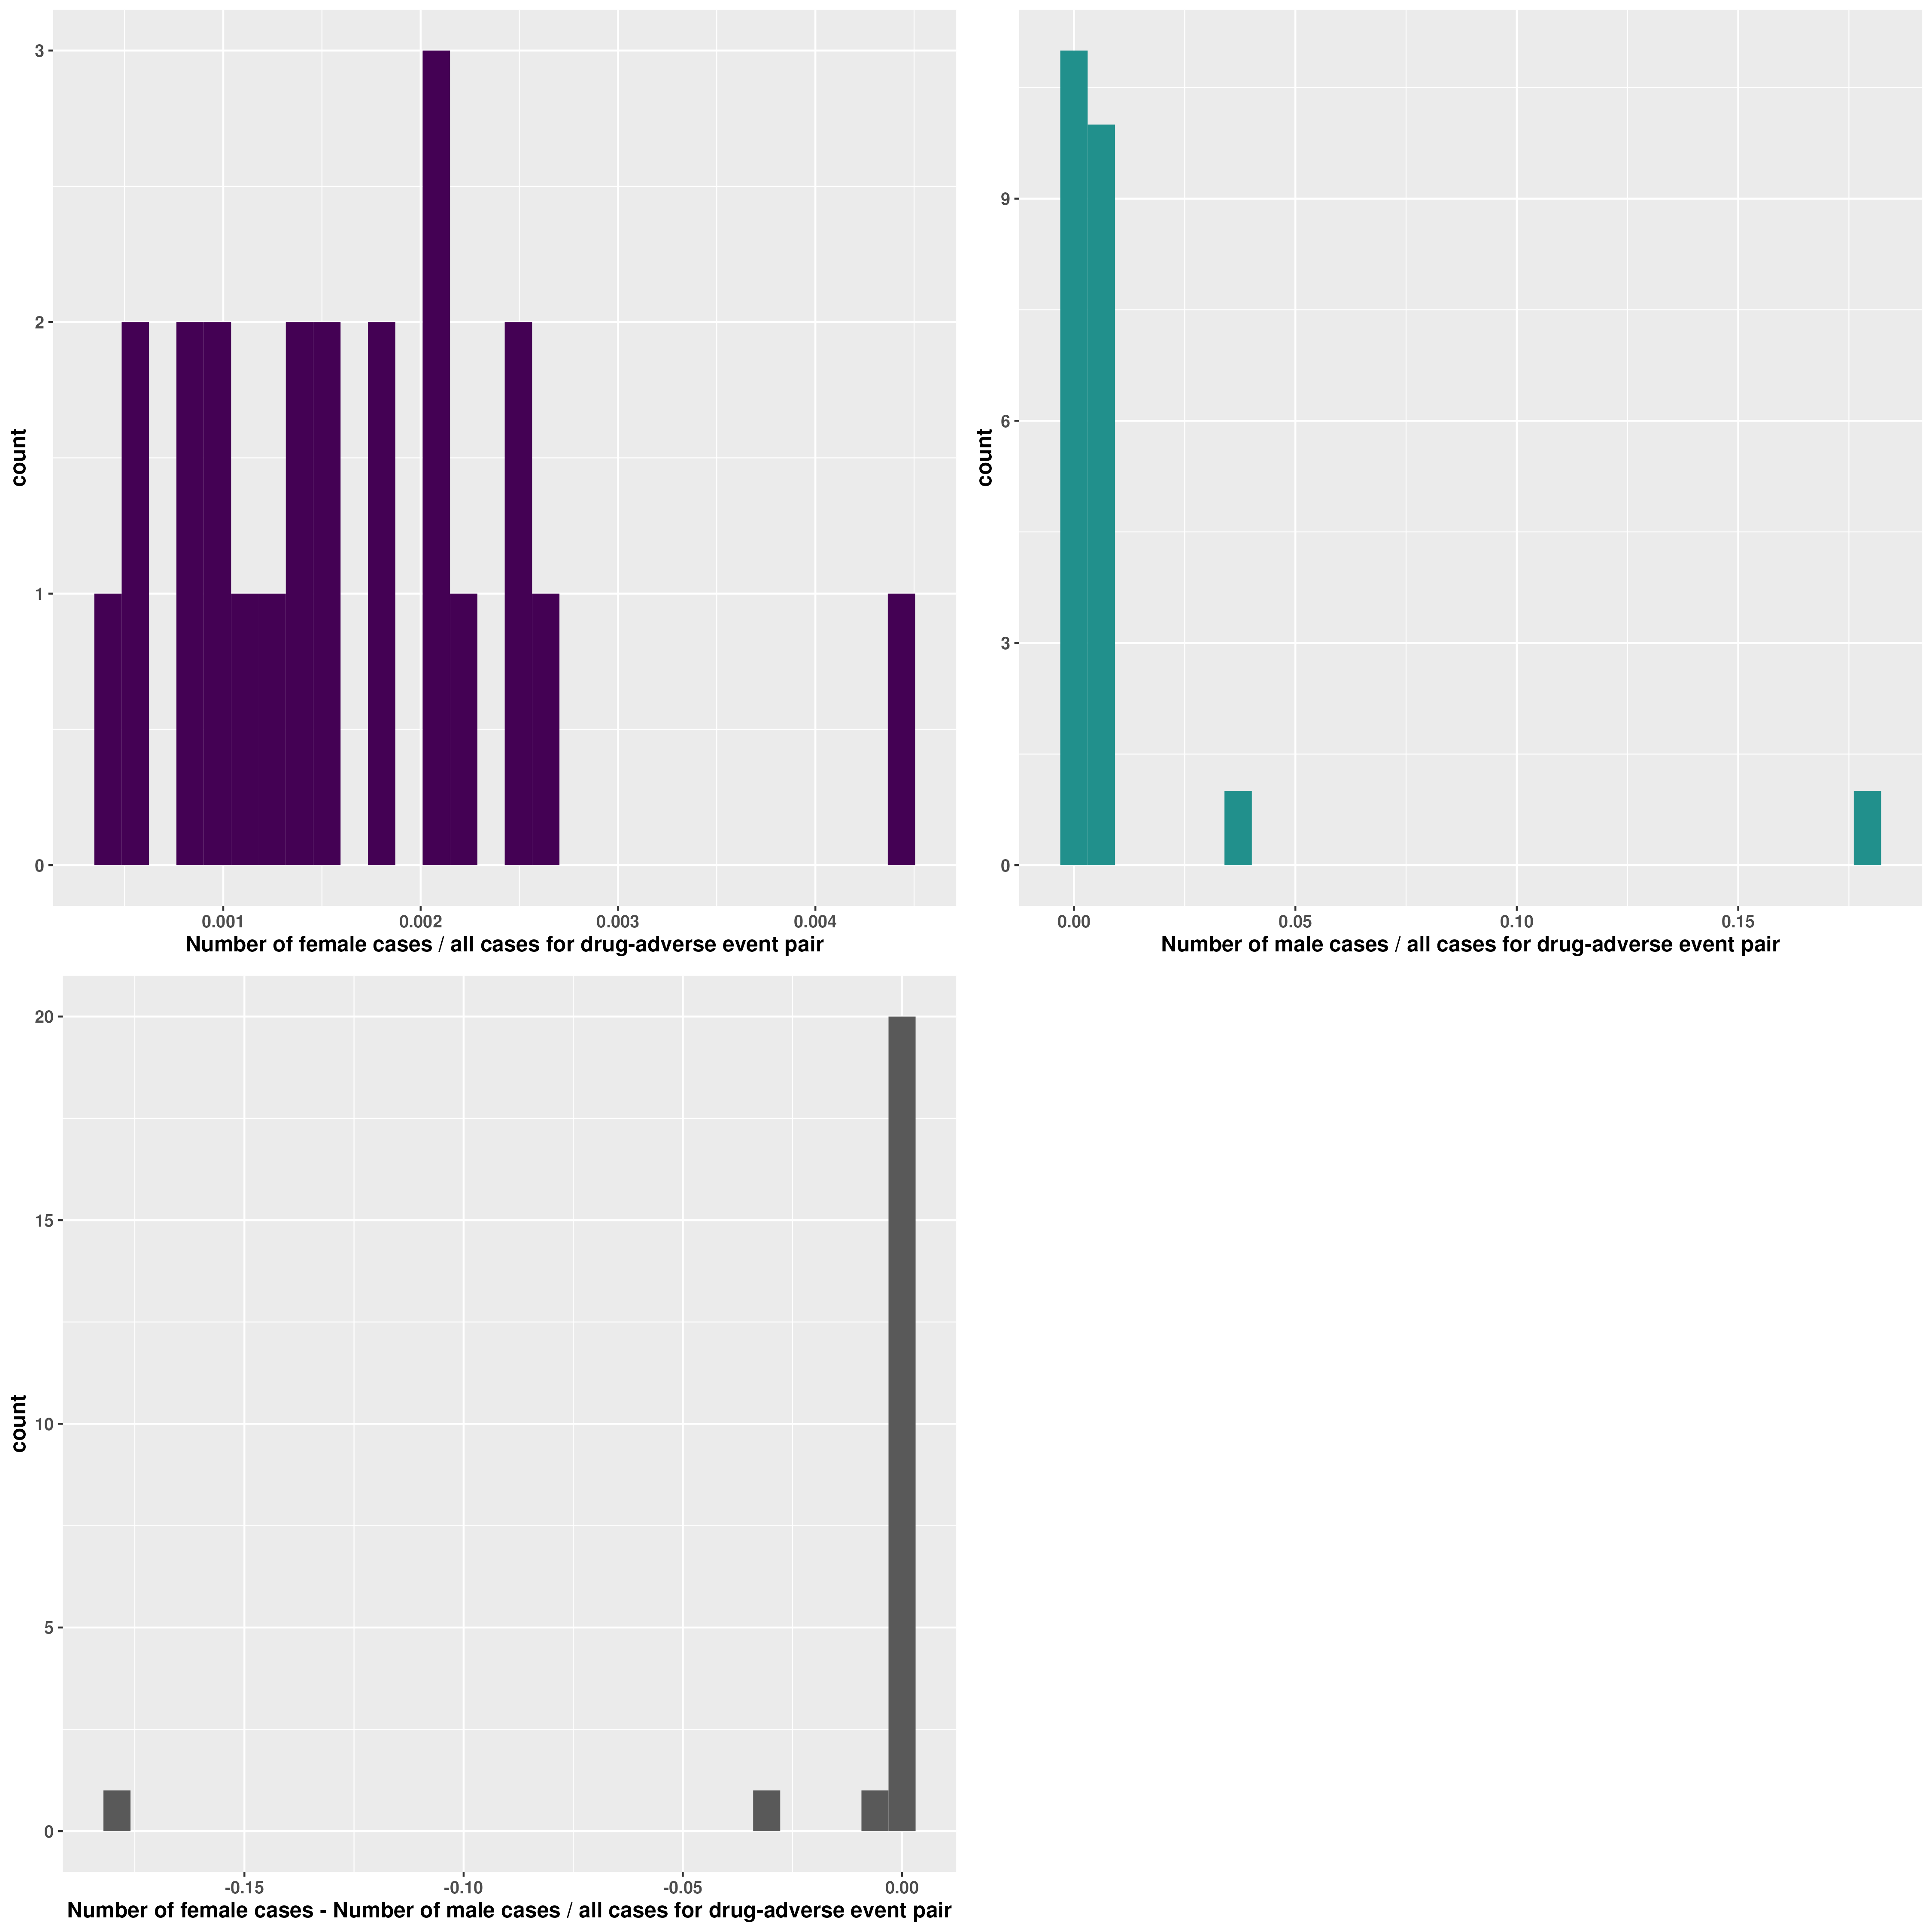 3
2
1
0
count
0.001 0.002 0.003 0.004
Number of female cases / all cases for drug-adverse event pair
9
6
3
0
count
0.00 0.05 0.10 0.15
Number of male cases / all cases for drug-adverse event pair
20
15
10
5
0
count
-0.15 -0.10 -0.05 0.00
Number of female cases - Number of male cases / all cases for drug-adverse event pair